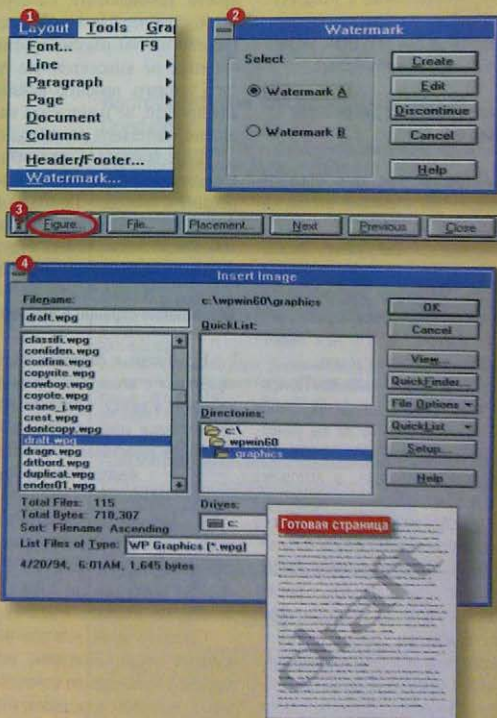 1
Layout Tools Gra
Font... F9
Line
Paragraph
Page
Document
Columns
Header/Footer...
Watermark...
2
Watermark
Select
Watermark A
Watermark B
Create
Edit
Discontinue
Cancel
Help
3
Figure... File... Placement... Next Previous Close
4
Insert Image
Filename:
draft.wpg
classifi.wpg
confiden.wpg
confirm.wpg
copyrite.wpg
cowboy.wpg
coyote.wpg
crane_j.wpg
crest.wpg
dontcopy.wpg
draft.wpg
dragn.wpg
drtbord.wpg
duplicat.wpg
ender01.wpg
Total Files: 115
Total Bytes: 710,307
Sort: Filename Ascending
List Files of Type: WP Graphics (*.wpg)
4/20/94, 6:01AM, 1,645 bytes
c:\wpwin60\graphics
QuickList:
Directories:
c:\
wpwin60
graphics
Drives:
c:
OK
Cancel
View...
QuickFinder...
File Options
QuickList
Setup...
Help
Готовая страница
draft